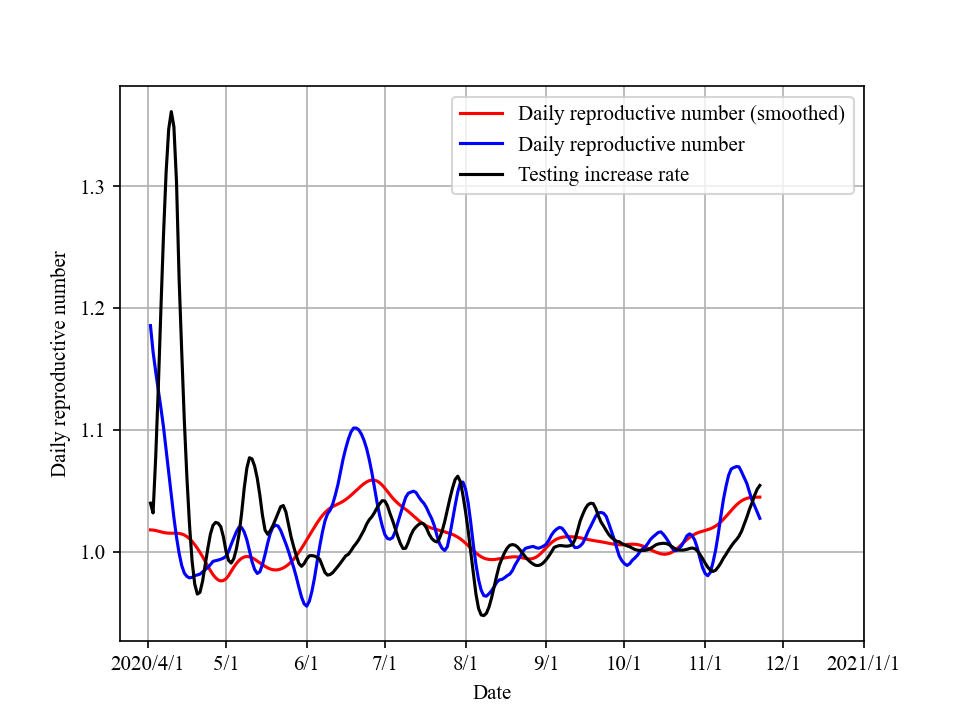 Daily reproductive number (smoothed)
Daily reproductive number
Testing increase rate
Daily reproductive number
1.3
1.2
1.1
1.0
2020/4/1 5/1 6/1 7/1 8/1 9/1 10/1 11/1 12/1 2021/1/1
Date